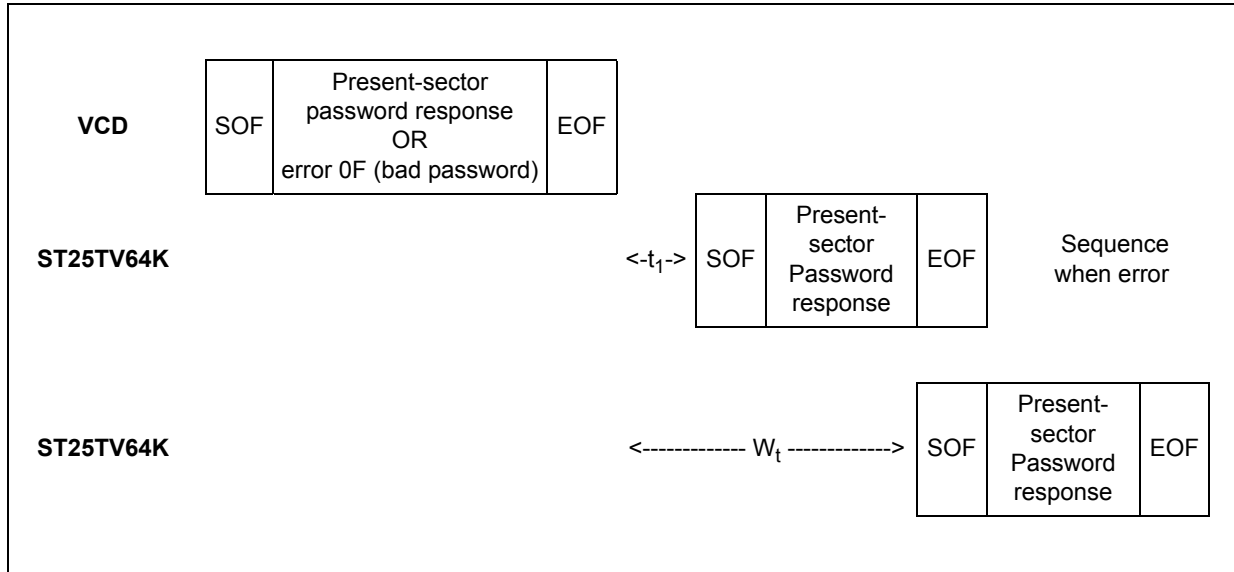 VCD
SOF
Present-sector
password response
OR
error 0F (bad password)
EOF
ST25TV64K
<-t1->
SOF
Present-
sector
Password
response
EOF
Sequence
when error
ST25TV64K
<------------- Wt ------------->
SOF
Present-
sector
Password
response
EOF